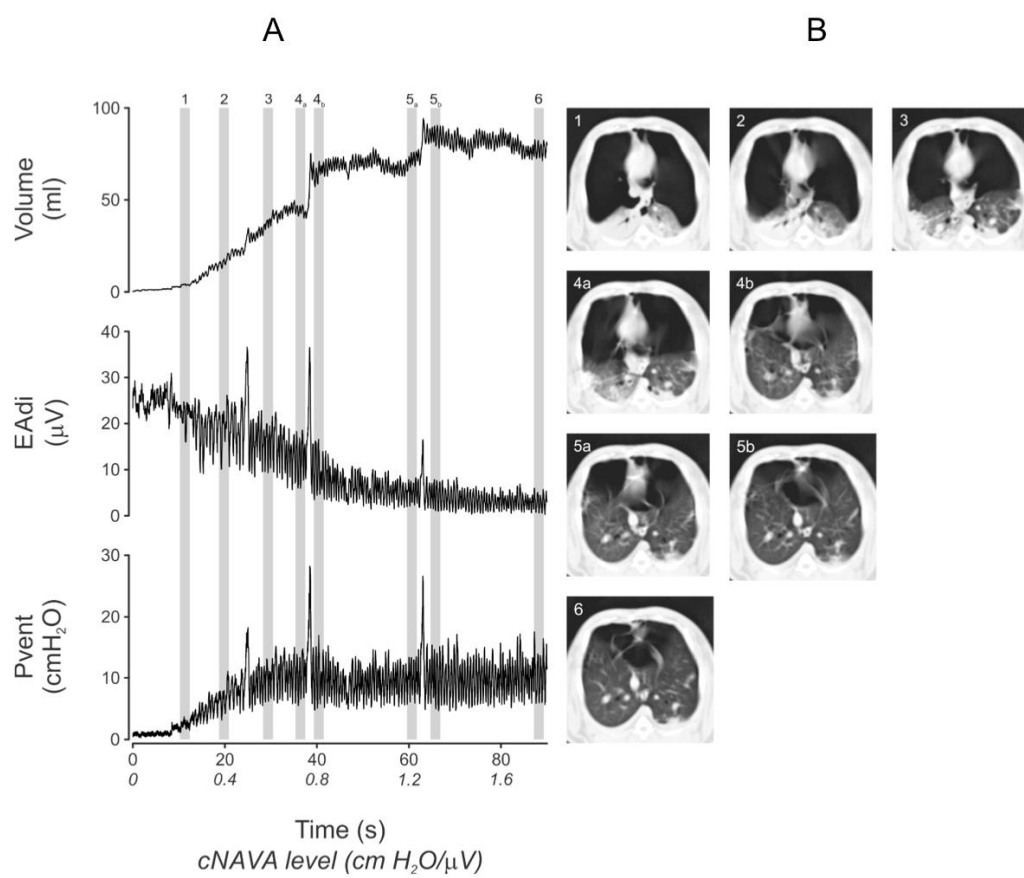 A
B
1 2 3 4a 4b 5a 5b 6
100
50
0
Volume
(ml)
40
30
20
10
0
EAdi
(µV)
30
20
10
0
Pvent
(cmH₂O)
0 20 40 60 80
0 0.4 0.8 1.2 1.6
Time (s)
cNAVA level (cm H₂O/µV)
1
2
3
4a
4b
5a
5b
6